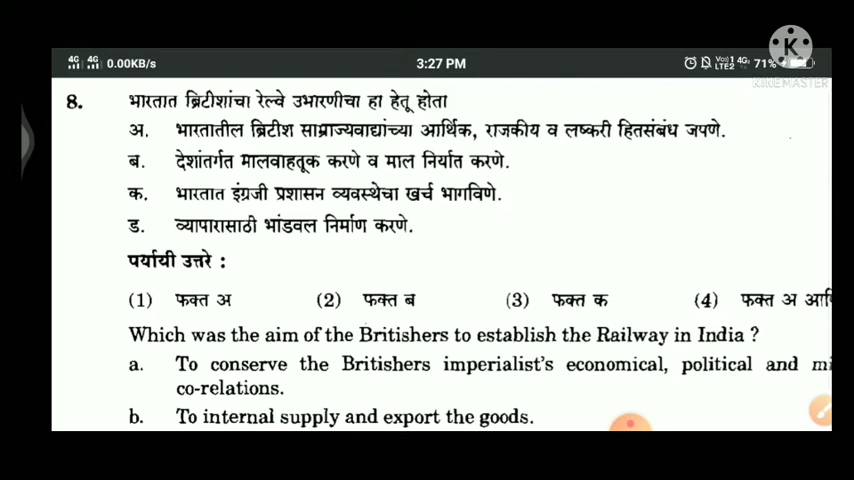 4G 4G 0.00KB/s 3:27 PM Vo)) 1 4G LTE2 71%
K
KINEMASTER
8. भारतात ब्रिटीशांचा रेल्वे उभारणीचा हा हेतू होता
अ. भारतातील ब्रिटीश साम्राज्यवाद्यांच्या आर्थिक, राजकीय व लष्करी हितसंबंध जपणे.
ब. देशांतर्गत मालवाहतूक करणे व माल निर्यात करणे.
क. भारतात इंग्रजी प्रशासन व्यवस्थेचा खर्च भागविणे.
ड. व्यापारासाठी भांडवल निर्माण करणे.
पर्यायी उत्तरे :
(1) फक्त अ (2) फक्त ब (3) फक्त क (4) फक्त अ
Which was the aim of the Britishers to establish the Railway in India ?
a. To conserve the Britishers imperialist's economical, political and
co-relations.
b. To internal supply and export the goods.